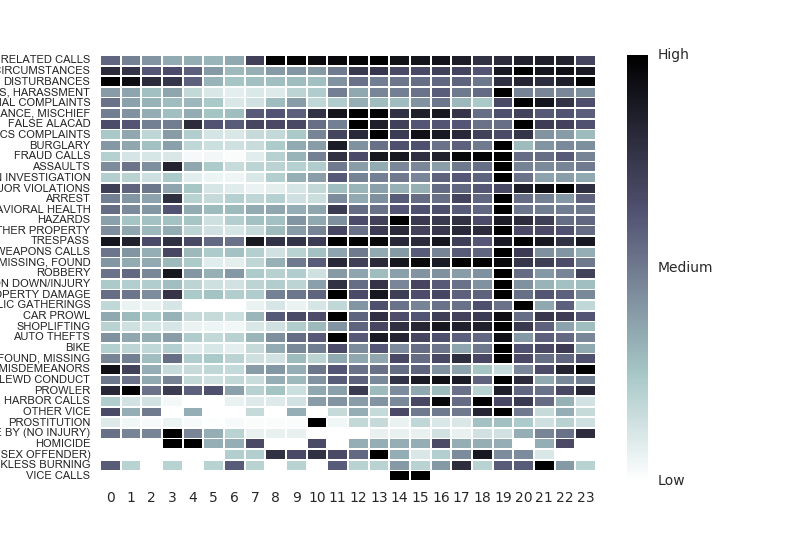 RELATED CALLS
CIRCUMSTANCES
DISTURBANCES
S, HARASSMENT
AL COMPLAINTS
ANCE, MISCHIEF
FALSE ALACAD
CS COMPLAINTS
BURGLARY
FRAUD CALLS
ASSAULTS
N INVESTIGATION
JOR VIOLATIONS
ARREST
AVIORAL HEALTH
HAZARDS
THER PROPERTY
TRESPASS
WEAPONS CALLS
MISSING, FOUND
ROBBERY
ON DOWN/INJURY
PERTY DAMAGE
LIC GATHERINGS
CAR PROWL
SHOPLIFTING
AUTO THEFTS
BIKE
FOUND, MISSING
MISDEMEANORS
LEWD CONDUCT
PROWLER
HARBOR CALLS
OTHER VICE
PROSTITUTION
E BY (NO INJURY)
HOMICIDE
(SEX OFFENDER)
KLESS BURNING
VICE CALLS
0 1 2 3 4 5 6 7 8 9 10 11 12 13 14 15 16 17 18 19 20 21 22 23
High
Medium
Low